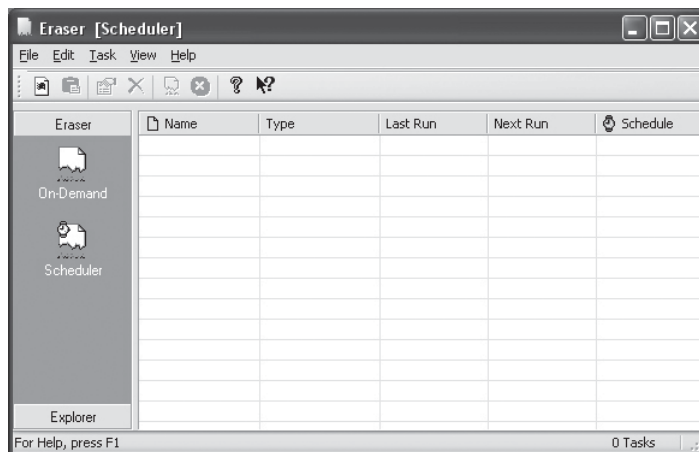 Eraser [Scheduler]
File Edit Task View Help
Eraser
Name Type Last Run Next Run Schedule
On-Demand
Scheduler
Explorer
For Help, press F1
0 Tasks